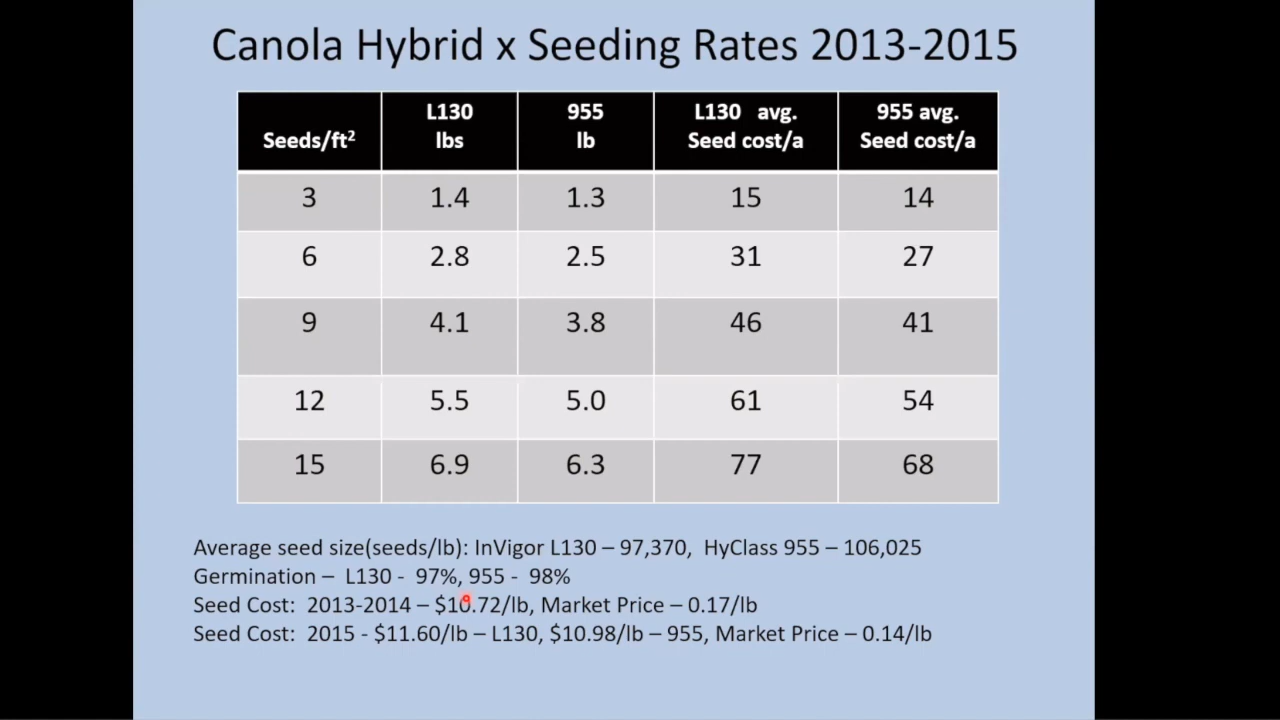 Canola Hybrid x Seeding Rates 2013-2015
Seeds/ft² L130 lbs 955 lb L130 avg. Seed cost/a 955 avg. Seed cost/a
3 1.4 1.3 15 14
6 2.8 2.5 31 27
9 4.1 3.8 46 41
12 5.5 5.0 61 54
15 6.9 6.3 77 68
Average seed size(seeds/lb): InVigor L130 – 97,370, HyClass 955 – 106,025
Germination – L130 - 97%, 955 - 98%
Seed Cost: 2013-2014 – $10.72/lb, Market Price – 0.17/lb
Seed Cost: 2015 - $11.60/lb – L130, $10.98/lb – 955, Market Price – 0.14/lb